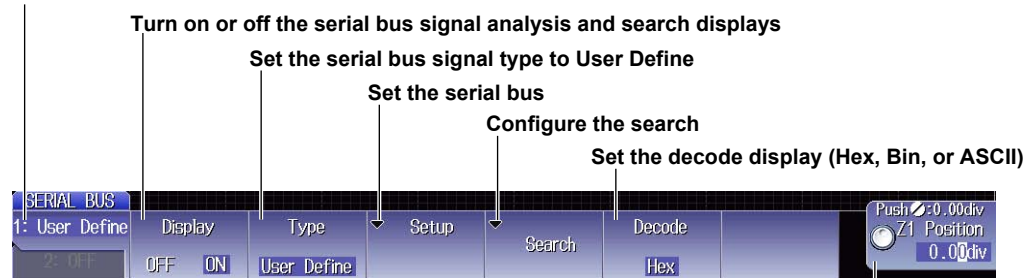 Turn on or off the serial bus signal analysis and search displays
Set the serial bus signal type to User Define
Set the serial bus
Configure the search
Set the decode display (Hex, Bin, or ASCII)
SERIAL BUS
1: User Define
2: OFF
Display
OFF ON
Type
User Define
Setup
Search
Decode
Hex
Push :0.00div
Z1 Position
0.00div